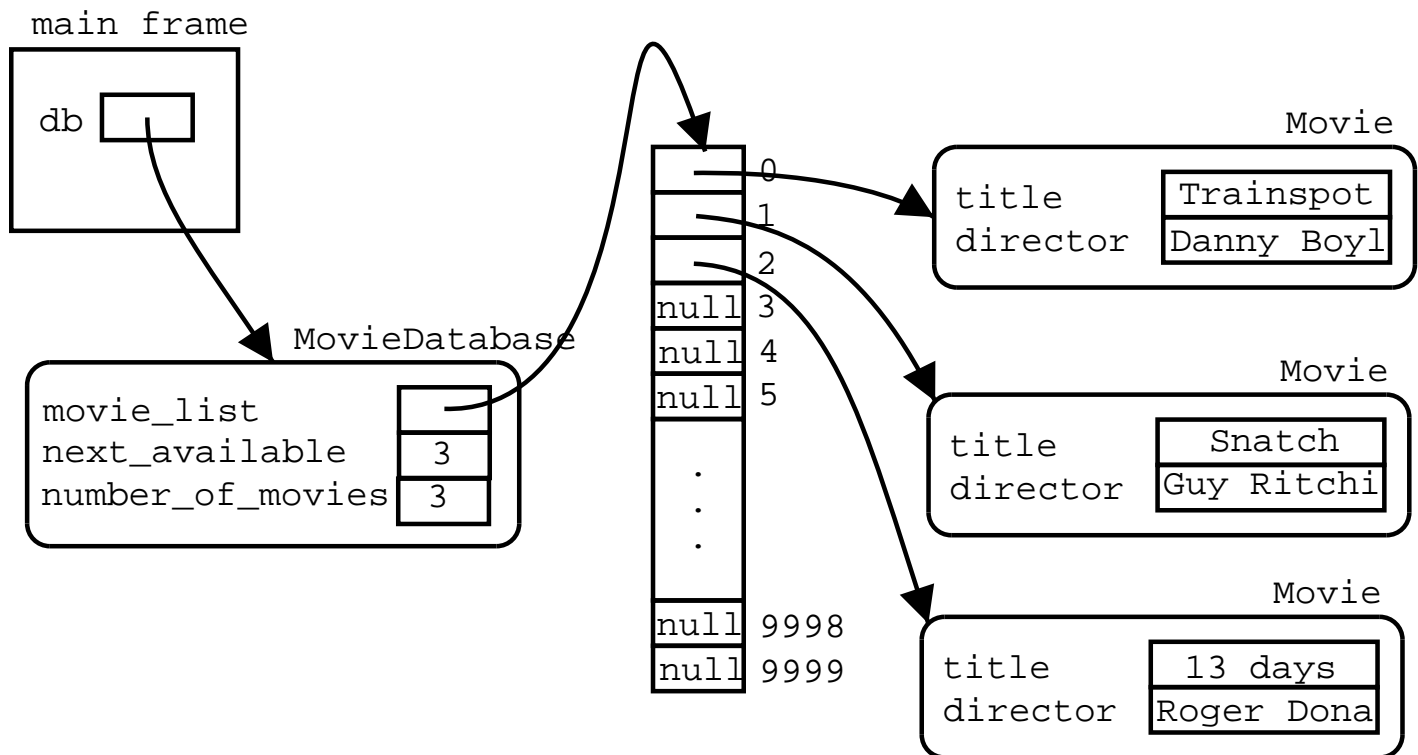 main frame
db
MovieDatabase
movie_list
next_available 3
number_of_movies 3
0
1
2
null 3
null 4
null 5
.
.
.
null 9998
null 9999
Movie
title Trainspot
director Danny Boyl
Movie
title Snatch
director Guy Ritchi
Movie
title 13 days
director Roger Dona